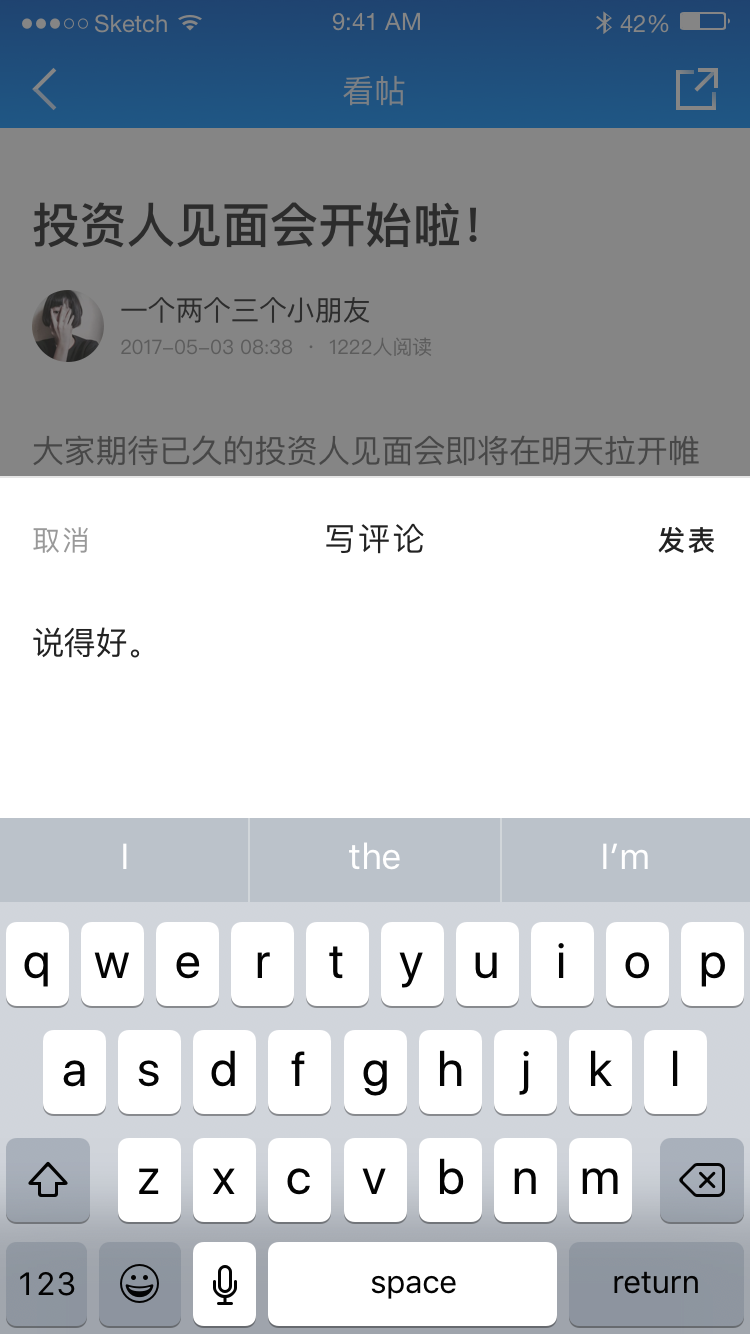 Sketch 9:41 AM 42%
看帖
投资人见面会开始啦!
一个两个三个小朋友
2017-05-03 08:38 · 1222人阅读
大家期待已久的投资人见面会即将在明天拉开帷
取消 写评论 发表
说得好。
I the I'm
q w e r t y u i o p
a s d f g h j k l
z x c v b n m
123 space return